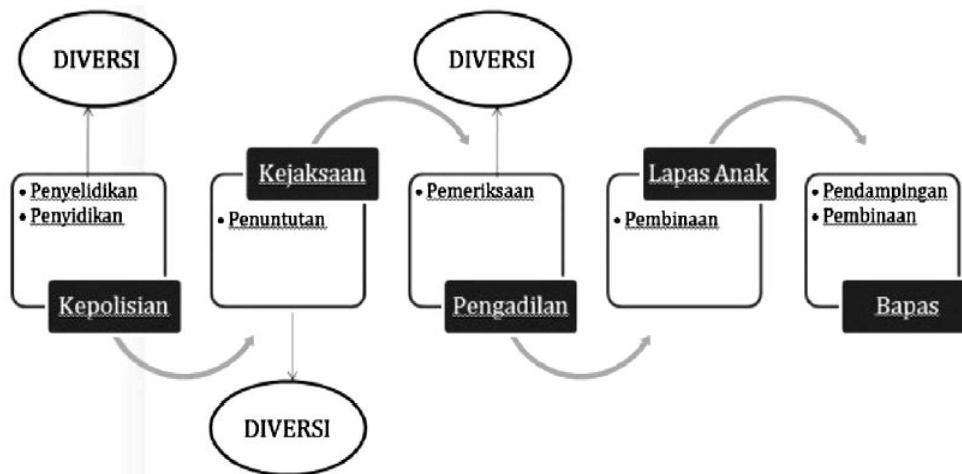 DIVERSI
DIVERSI
• Penyelidikan
• Penyidikan
Kepolisian
Kejaksaan
• Penuntutan
DIVERSI
• Pemeriksaan
Pengadilan
Lapas Anak
• Pembinaan
• Pendampingan
• Pembinaan
Bapas